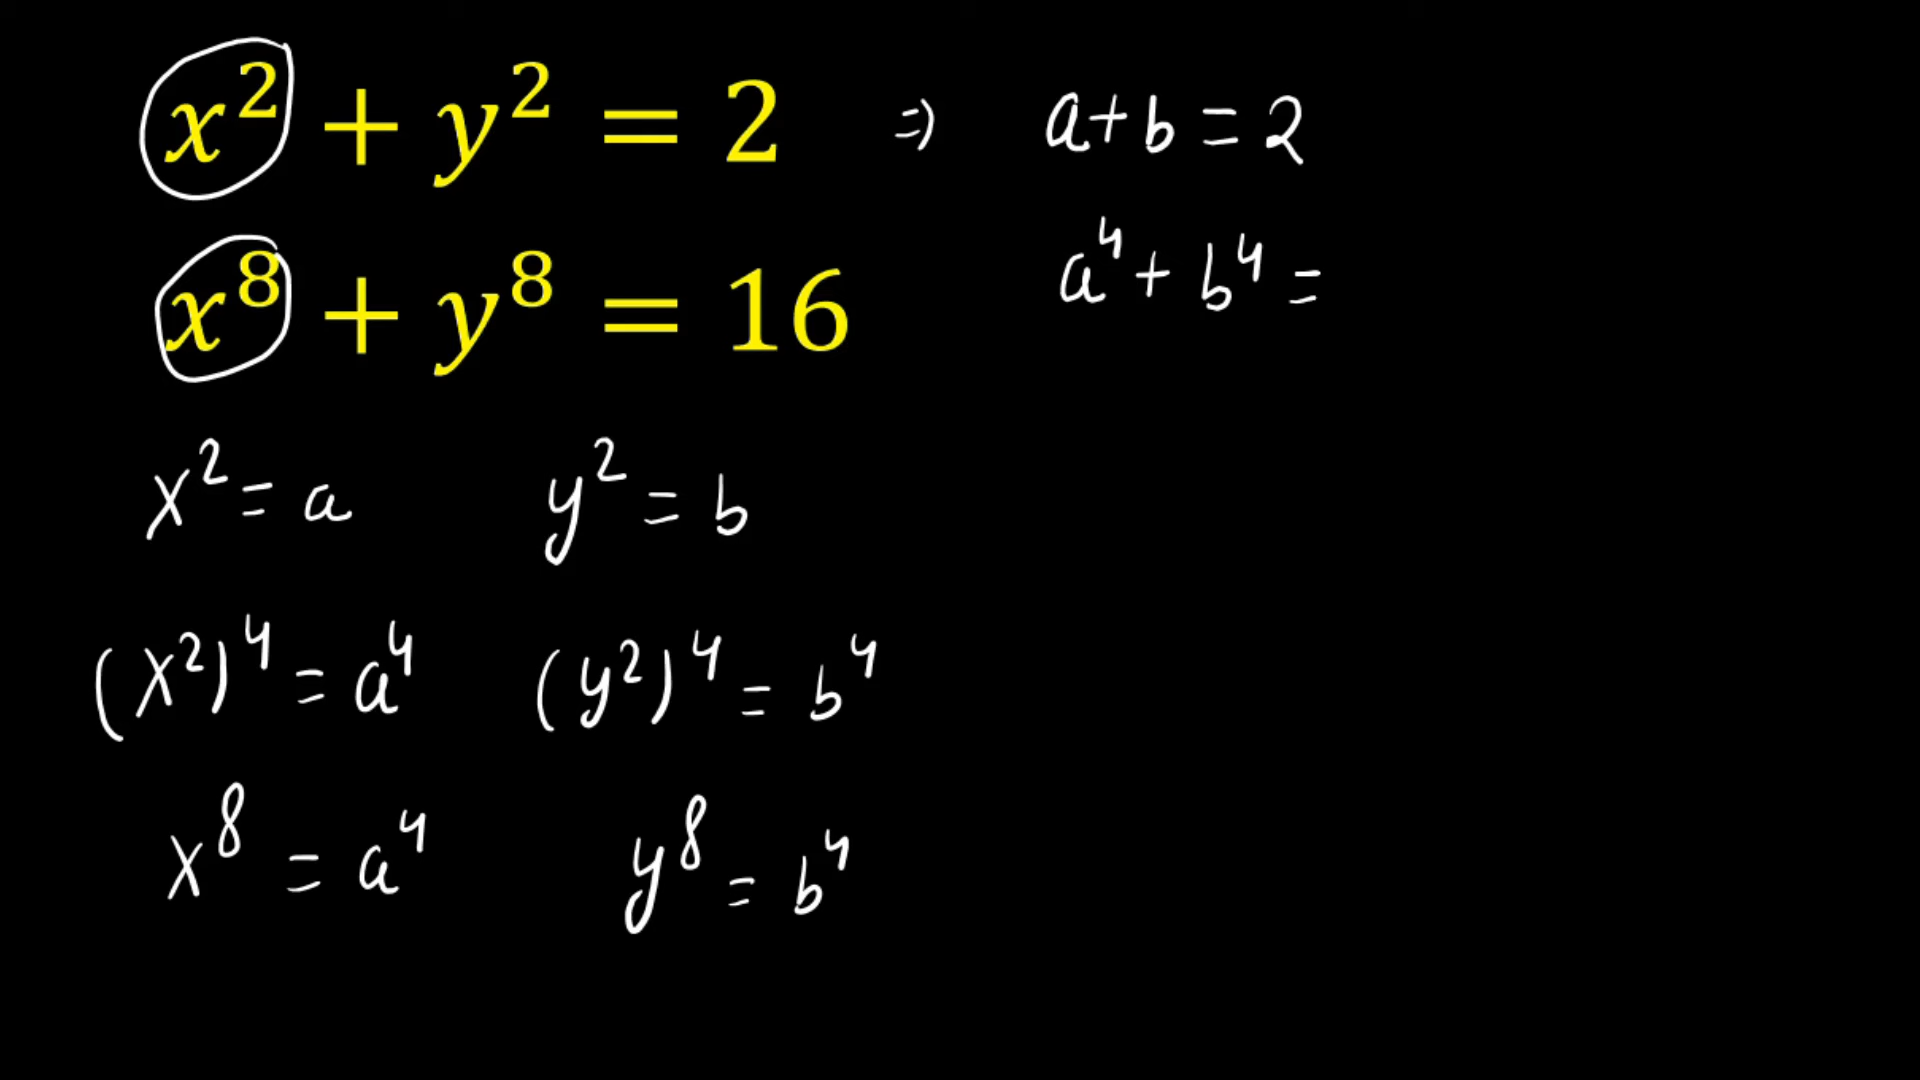 x² + y² = 2 => a+b = 2
x⁸ + y⁸ = 16 a⁴ + b⁴ =
x² = a y² = b
(x²)⁴ = a⁴ (y²)⁴ = b⁴
x⁸ = a⁴ y⁸ = b⁴